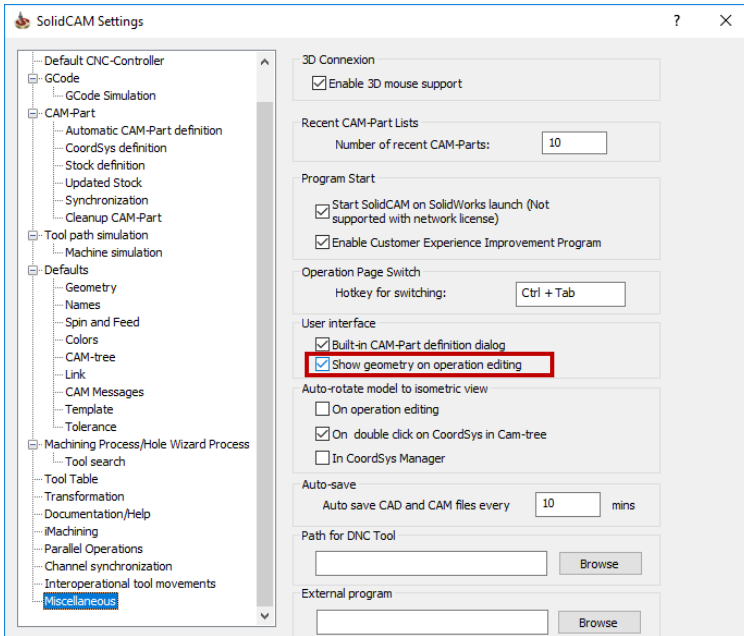 SolidCAM Settings
?
Default CNC-Controller
GCode
GCode Simulation
CAM-Part
Automatic CAM-Part definition
CoordSys definition
Stock definition
Updated Stock
Synchronization
Cleanup CAM-Part
Tool path simulation
Machine simulation
Defaults
Geometry
Names
Spin and Feed
Colors
CAM-tree
Link
CAM Messages
Template
Tolerance
Machining Process/Hole Wizard Process
Tool search
Tool Table
Transformation
Documentation/Help
iMachining
Parallel Operations
Channel synchronization
Interoperational tool movements
Miscellaneous
3D Connexion
Enable 3D mouse support
Recent CAM-Part Lists
Number of recent CAM-Parts: 10
Program Start
Start SolidCAM on SolidWorks launch (Not
supported with network license)
Enable Customer Experience Improvement Program
Operation Page Switch
Hotkey for switching: Ctrl + Tab
User interface
Built-in CAM-Part definition dialog
Show geometry on operation editing
Auto-rotate model to isometric view
On operation editing
On double click on CoordSys in Cam-tree
In CoordSys Manager
Auto-save
Auto save CAD and CAM files every 10 mins
Path for DNC Tool
Browse
External program
Browse